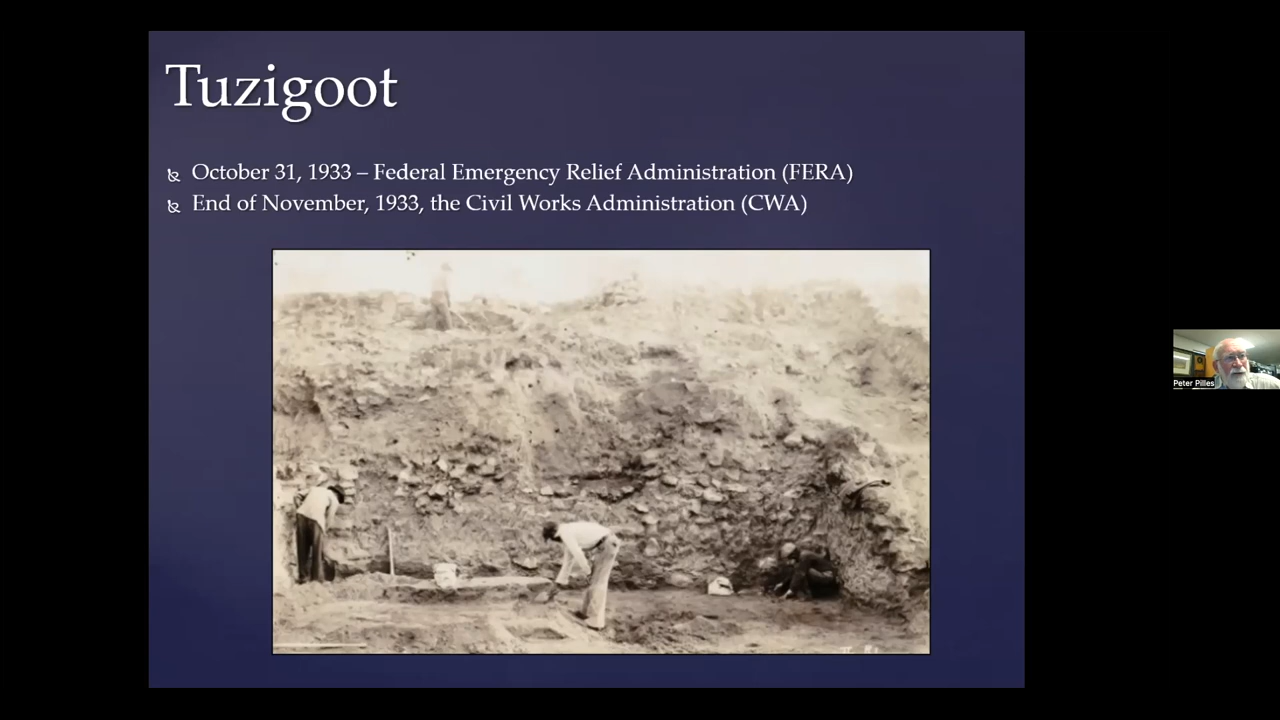 Tuzigoot
October 31, 1933 – Federal Emergency Relief Administration (FERA)
End of November, 1933, the Civil Works Administration (CWA)
Peter Pilles